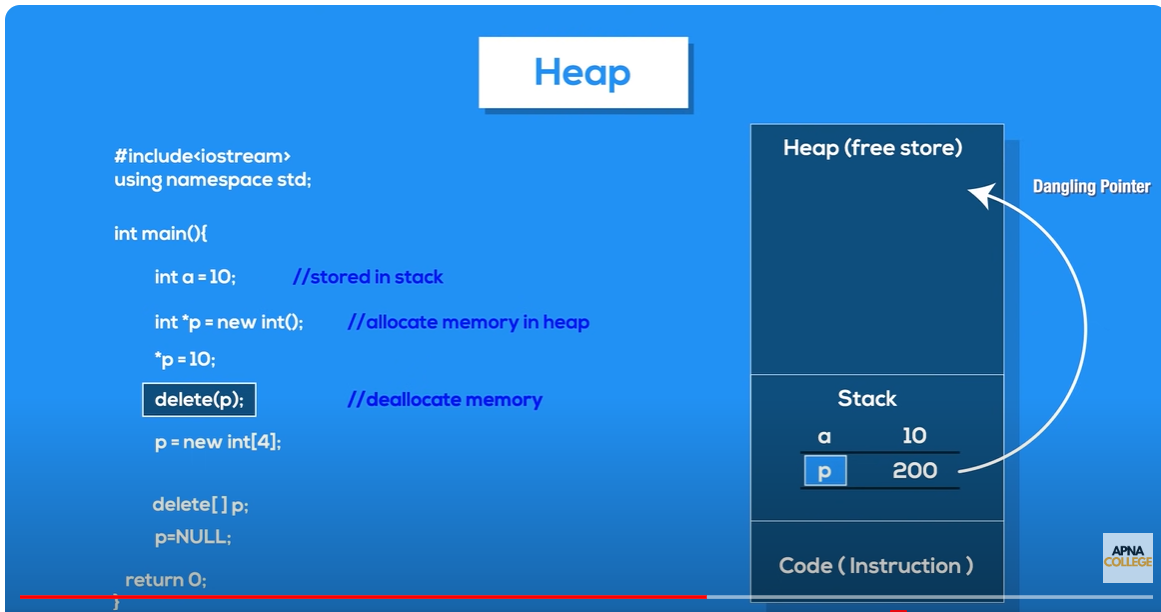 Heap
#include<iostream>
using namespace std;
int main(){
int a = 10; //stored in stack
int *p = new int(); //allocate memory in heap
*p = 10;
delete(p); //deallocate memory
p = new int[4];
delete[ ] p;
p=NULL;
return 0;
}
Heap (free store)
Dangling Pointer
Stack
a 10
p 200
Code ( Instruction )
APNA
COLLEGE